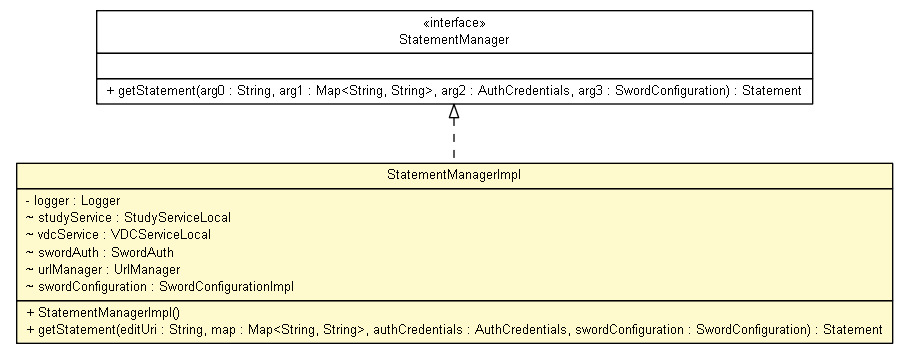 «interface»
StatementManager
+ getStatement(arg0 : String, arg1 : Map<String, String>, arg2 : AuthCredentials, arg3 : SwordConfiguration) : Statement
StatementManagerImpl
- logger : Logger
~ studyService : StudyServiceLocal
~ vdcService : VDCServiceLocal
~ swordAuth : SwordAuth
~ urlManager : UrlManager
~ swordConfiguration : SwordConfigurationImpl
+ StatementManagerImpl()
+ getStatement(editUri : String, map : Map<String, String>, authCredentials : AuthCredentials, swordConfiguration : SwordConfiguration) : Statement